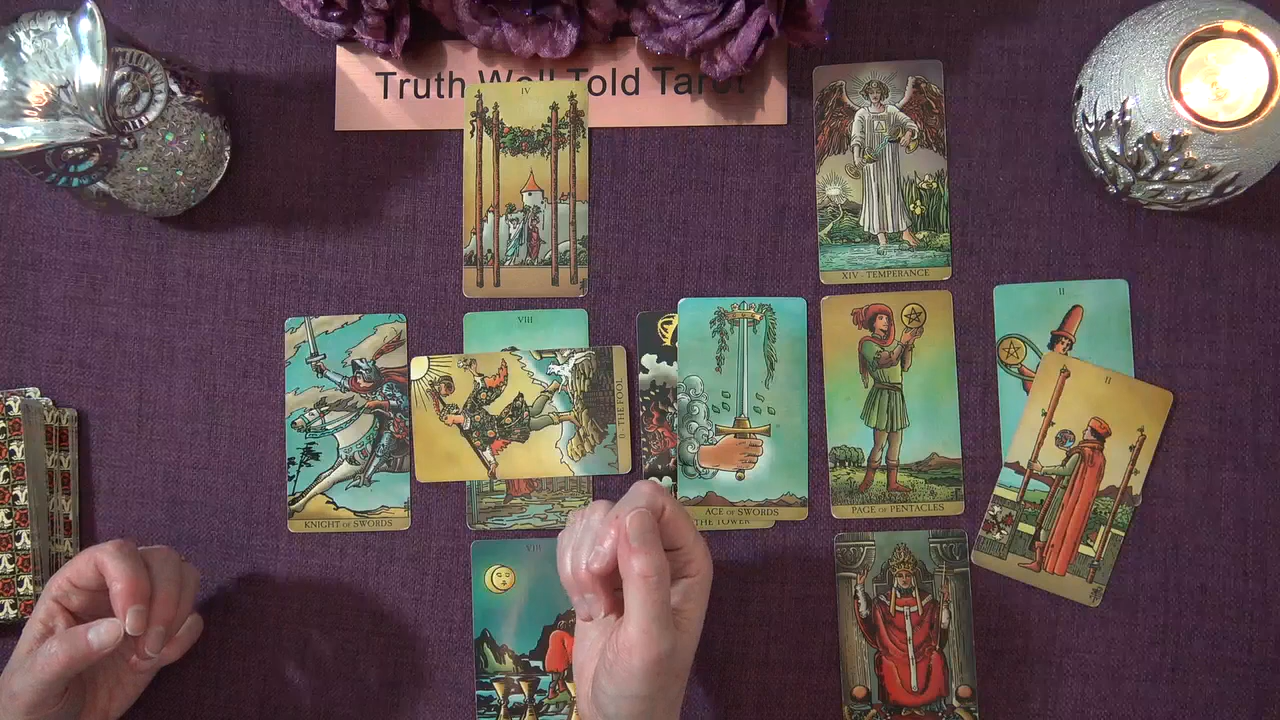 Truth Well Told Tarot
IV
XIV · TEMPERANCE
VIII
0 · THE FOOL
KNIGHT OF SWORDS
ACE OF SWORDS
THE TOWER
PAGE OF PENTACLES
II
II
VIII